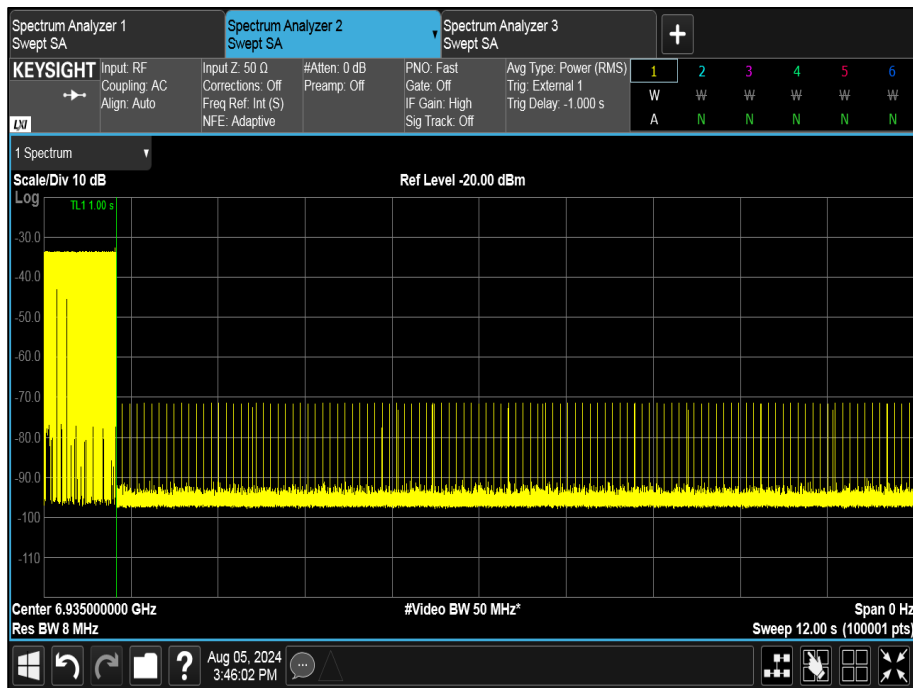 Spectrum Analyzer 1
Swept SA
Spectrum Analyzer 2
Swept SA
Spectrum Analyzer 3
Swept SA
+
KEYSIGHT
LXI
Input: RF
Coupling: AC
Align: Auto
Input Z: 50 Ω
Corrections: Off
Freq Ref: Int (S)
NFE: Adaptive
#Atten: 0 dB
Preamp: Off
PNO: Fast
Gate: Off
IF Gain: High
Sig Track: Off
Avg Type: Power (RMS)
Trig: External 1
Trig Delay: -1.000 s
1 2 3 4 5 6
W W W W W W
A N N N N N
1 Spectrum
Scale/Div 10 dB
Ref Level -20.00 dBm
Log
TL1 1.00 s
-30.0
-40.0
-50.0
-60.0
-70.0
-80.0
-90.0
-100
-110
Center 6.935000000 GHz
#Video BW 50 MHz*
Span 0 Hz
Res BW 8 MHz
Sweep 12.00 s (100001 pts)
?
Aug 05, 2024
3:46:02 PM